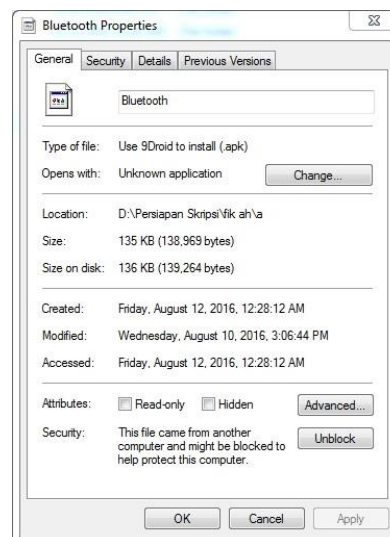 Bluetooth Properties
General Security Details Previous Versions
Bluetooth
Type of file: Use 9Droid to install (.apk)
Opens with: Unknown application Change...
Location: D:\Persiapan Skripsi\fik ah\a
Size: 135 KB (138,969 bytes)
Size on disk: 136 KB (139,264 bytes)
Created: Friday, August 12, 2016, 12:28:12 AM
Modified: Wednesday, August 10, 2016, 3:06:44 PM
Accessed: Friday, August 12, 2016, 12:28:12 AM
Attributes: Read-only Hidden Advanced...
Security: This file came from another Unblock
computer and might be blocked to
help protect this computer.
OK Cancel Apply